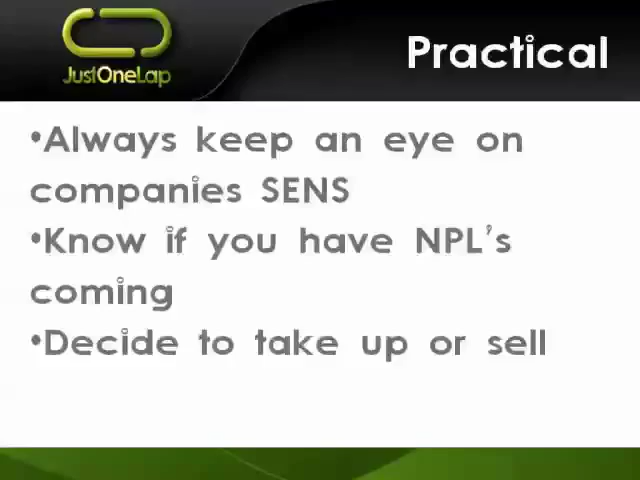 JustOneLap
Practical
•Always keep an eye on
companies SENS
•Know if you have NPL's
coming
•Decide to take up or sell